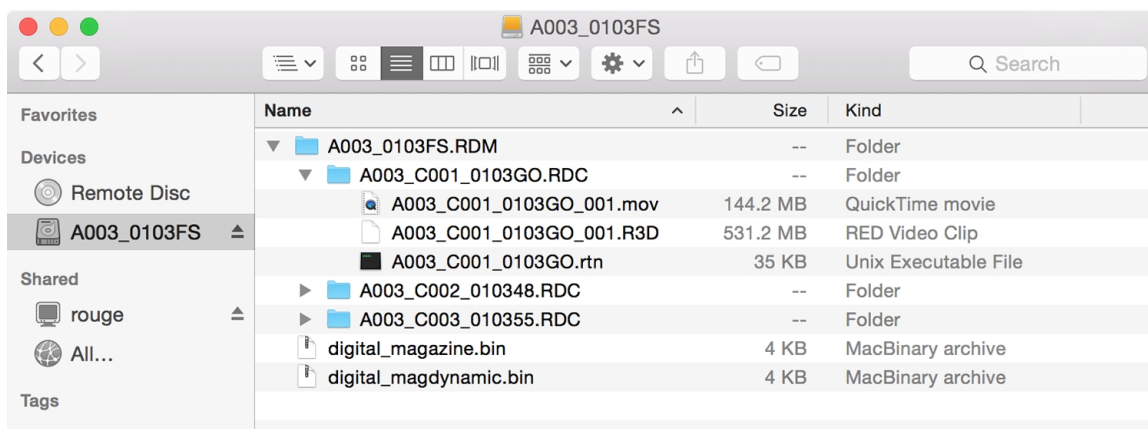 A003_0103FS
Search
Favorites
Devices
Remote Disc
A003_0103FS
Shared
rouge
All...
Tags
Name Size Kind
A003_0103FS.RDM -- Folder
A003_C001_0103GO.RDC -- Folder
A003_C001_0103GO_001.mov 144.2 MB QuickTime movie
A003_C001_0103GO_001.R3D 531.2 MB RED Video Clip
A003_C001_0103GO.rtn 35 KB Unix Executable File
A003_C002_010348.RDC -- Folder
A003_C003_010355.RDC -- Folder
digital_magazine.bin 4 KB MacBinary archive
digital_magdynamic.bin 4 KB MacBinary archive